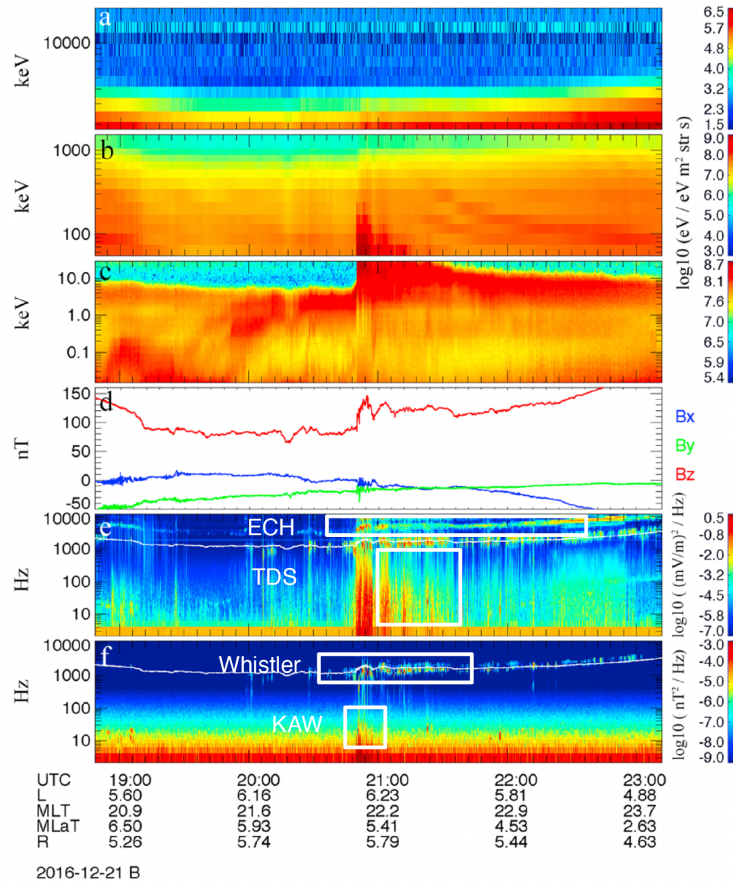 a
10000
keV
6.5
5.7
4.8
4.0
3.2
2.3
1.5
b
1000
100
keV
9.0
8.0
7.0
6.0
5.0
4.0
3.0
log10 (eV / eV m² str s)
c
10.0
1.0
0.1
keV
8.7
8.1
7.6
7.0
6.5
5.9
5.4
d
150
100
50
0
-50
nT
Bx
By
Bz
e
10000
1000
100
10
Hz
ECH
TDS
0.5
-0.8
-2.0
-3.2
-4.5
-5.8
-7.0
log10 ( (mV/m)² / Hz)
f
10000
1000
100
10
Hz
Whistler
KAW
-3.0
-4.0
-5.0
-6.0
-7.0
-8.0
-9.0
log10 ( nT² / Hz)
UTC 19:00 20:00 21:00 22:00 23:00
L 5.60 6.16 6.23 5.81 4.88
MLT 20.9 21.6 22.2 22.9 23.7
MLaT 6.50 5.93 5.41 4.53 2.63
R 5.26 5.74 5.79 5.44 4.63
2016-12-21 B